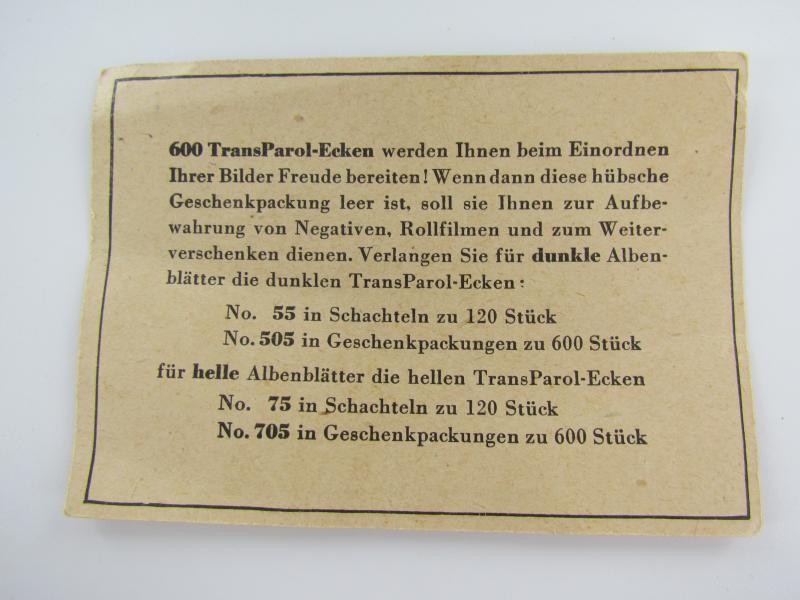 600 TransParol-Ecken werden Ihnen beim Einordnen
Ihrer Bilder Freude bereiten! Wenn dann diese hübsche
Geschenkpackung leer ist, soll sie Ihnen zur Aufbe-
wahrung von Negativen, Rollfilmen und zum Weiter-
verschenken dienen. Verlangen Sie für dunkle Alben-
blätter die dunklen TransParol-Ecken:
No. 55 in Schachteln zu 120 Stück
No. 505 in Geschenkpackungen zu 600 Stück
für helle Albenblätter die hellen TransParol-Ecken
No. 75 in Schachteln zu 120 Stück
No. 705 in Geschenkpackungen zu 600 Stück